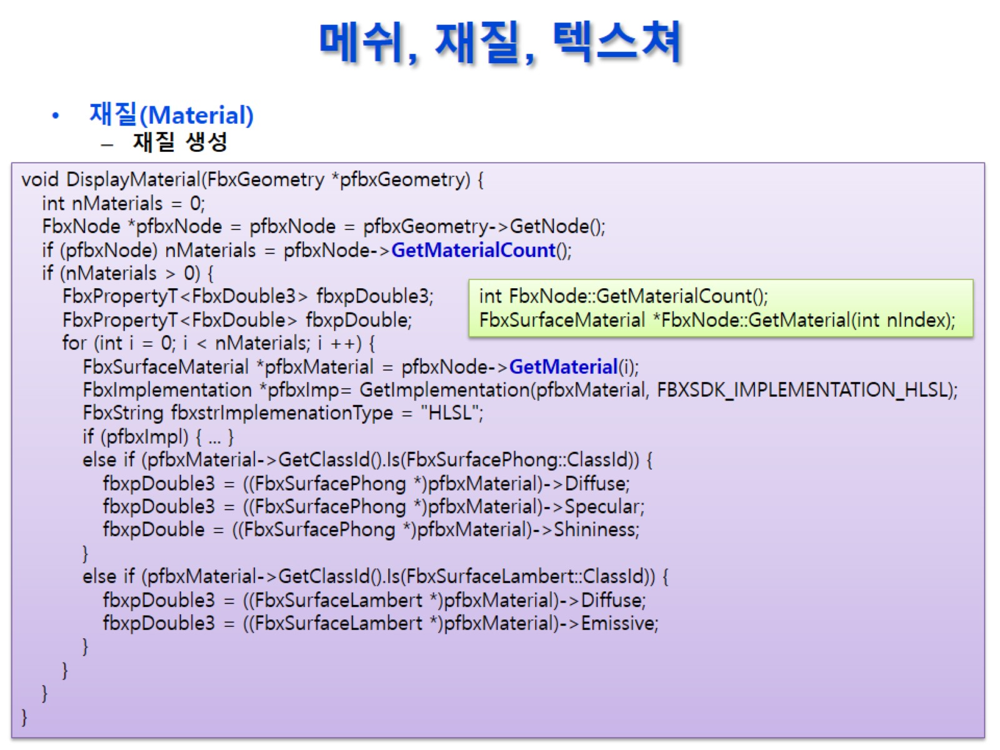 메쉬, 재질, 텍스쳐
• 재질(Material)
– 재질 생성
void DisplayMaterial(FbxGeometry *pfbxGeometry) {
int nMaterials = 0;
FbxNode *pfbxNode = pfbxNode = pfbxGeometry->GetNode();
if (pfbxNode) nMaterials = pfbxNode->GetMaterialCount();
if (nMaterials > 0) {
FbxPropertyT<FbxDouble3> fbxpDouble3;
FbxPropertyT<FbxDouble> fbxpDouble;
int FbxNode::GetMaterialCount();
FbxSurfaceMaterial *FbxNode::GetMaterial(int nIndex);
for (int i = 0; i < nMaterials; i ++) {
FbxSurfaceMaterial *pfbxMaterial = pfbxNode->GetMaterial(i);
FbxImplementation *pfbxImp= GetImplementation(pfbxMaterial, FBXSDK_IMPLEMENTATION_HLSL);
FbxString fbxstrImplemenationType = "HLSL";
if (pfbxImpl) { ... }
else if (pfbxMaterial->GetClassId().Is(FbxSurfacePhong::ClassId)) {
fbxpDouble3 = ((FbxSurfacePhong *)pfbxMaterial)->Diffuse;
fbxpDouble3 = ((FbxSurfacePhong *)pfbxMaterial)->Specular;
fbxpDouble = ((FbxSurfacePhong *)pfbxMaterial)->Shininess;
}
else if (pfbxMaterial->GetClassId().Is(FbxSurfaceLambert::ClassId)) {
fbxpDouble3 = ((FbxSurfaceLambert *)pfbxMaterial)->Diffuse;
fbxpDouble3 = ((FbxSurfaceLambert *)pfbxMaterial)->Emissive;
}
}
}
}